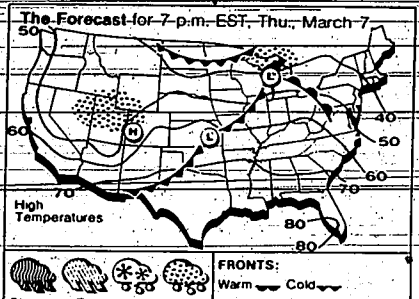 The Forecast for 7 p.m. EST, Thu., March 7
50
L
H
L
40
60
50
60
70
70
High
Temperatures
80
80
FRONTS:
Warm Cold